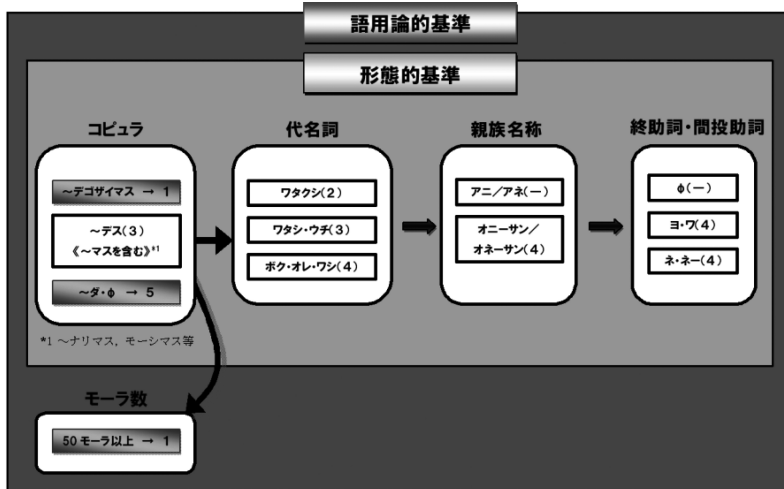 語用論的基準
形態的基準
コピュラ
～デゴザイマス → 1
～デス(3)
《～マスを含む》*1
～ダ・φ → 5
*1 ～ナリマス，モーシマス等
代名詞
ワタクシ(2)
ワタシ・ウチ(3)
ボク・オレ・ワシ(4)
親族名称
アニ／アネ(―)
オニーサン／
オネーサン(4)
終助詞・間投助詞
φ(―)
ヨ・ワ(4)
ネ・ネー(4)
モーラ数
50モーラ以上 → 1